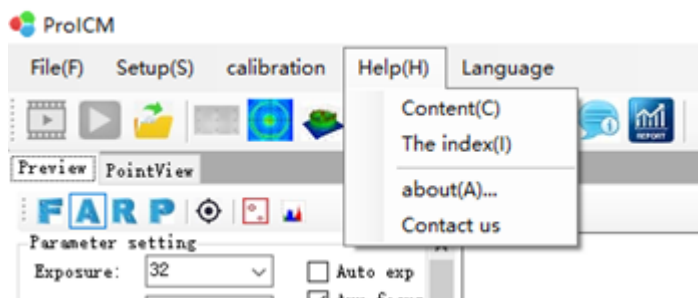 ProICM
File(F) Setup(S) calibration Help(H) Language
Content(C)
The index(I)
about(A)...
Contact us
REPORT
Preview PointView
F A R P
Parameter setting
Exposure: 32 Auto exp